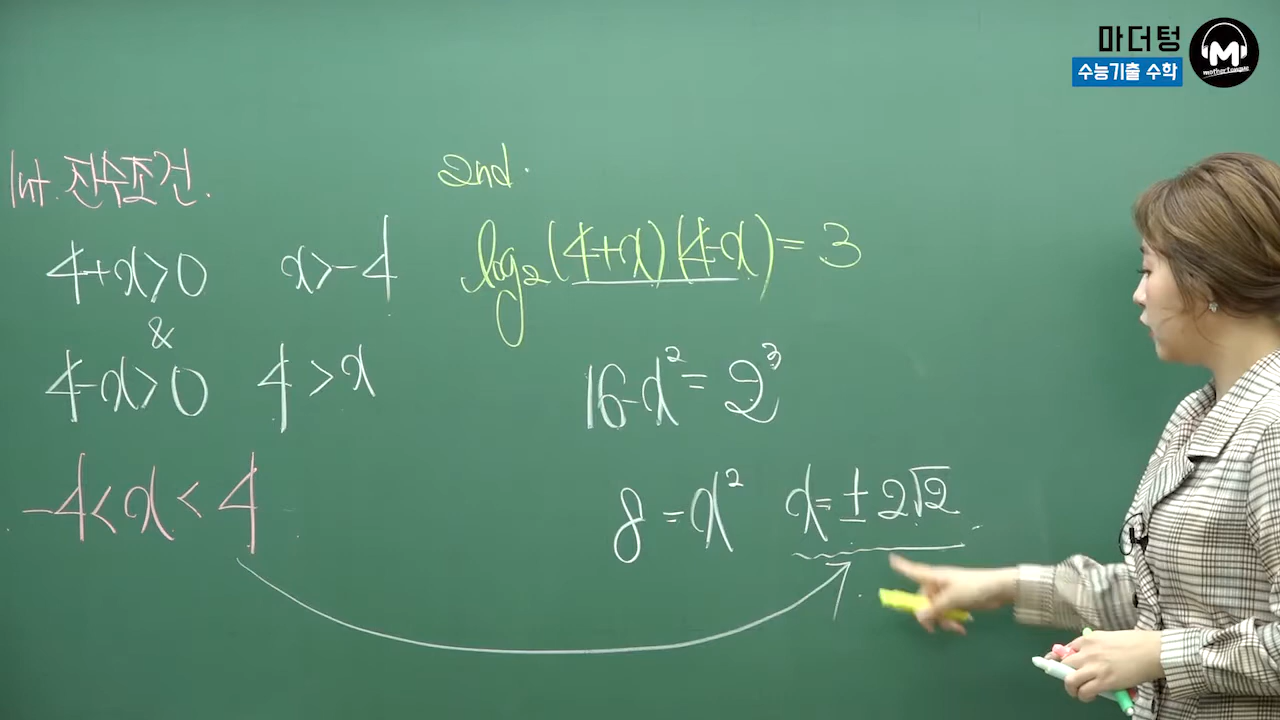 마더텅
수능기출 수학
M
mothertongue
1st. 진수조건.
4+x>0 x>-4
&
4-x>0 4>x
-4<x<4
2nd.
log₂(4+x)(4-x)=3
16-x²=2³
8=x² x=±2√2